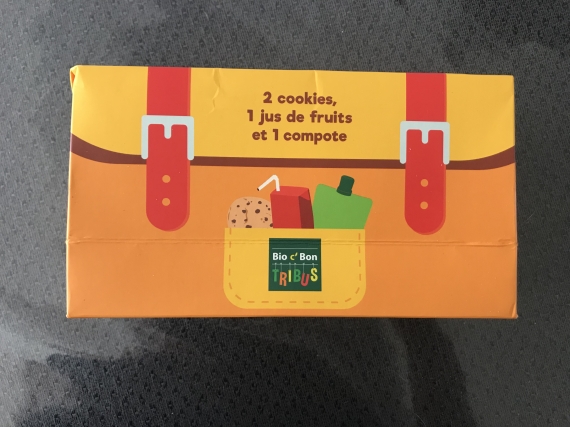 2 cookies,
1 jus de fruits
et 1 compote
Bio c' Bon
TRIBUS